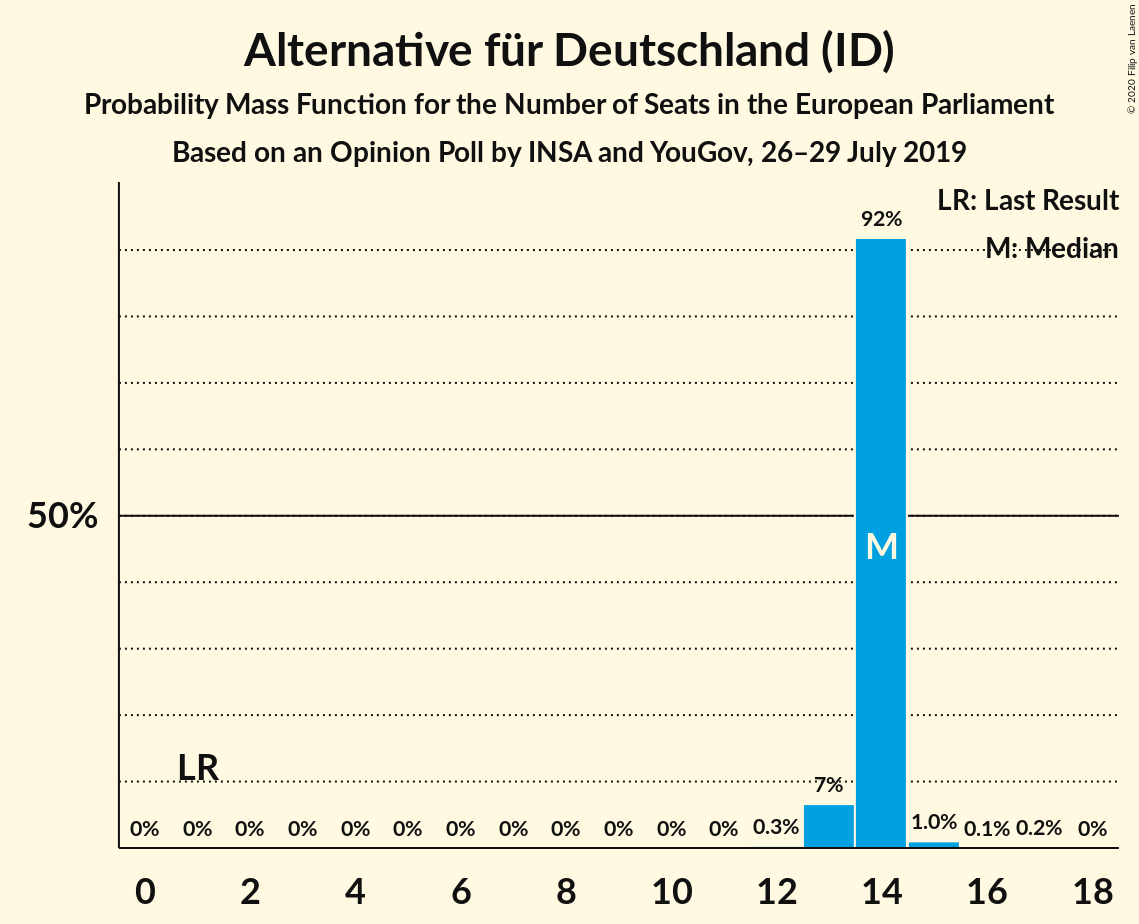 Alternative für Deutschland (ID)
Probability Mass Function for the Number of Seats in the European Parliament
Based on an Opinion Poll by INSA and YouGov, 26–29 July 2019
© 2020 Filip van Laenen
LR: Last Result
M: Median
92%
50%
M
LR
7%
0% 0% 0% 0% 0% 0% 0% 0% 0% 0% 0% 0% 0.3% 1.0% 0.1% 0.2% 0%
0 2 4 6 8 10 12 14 16 18